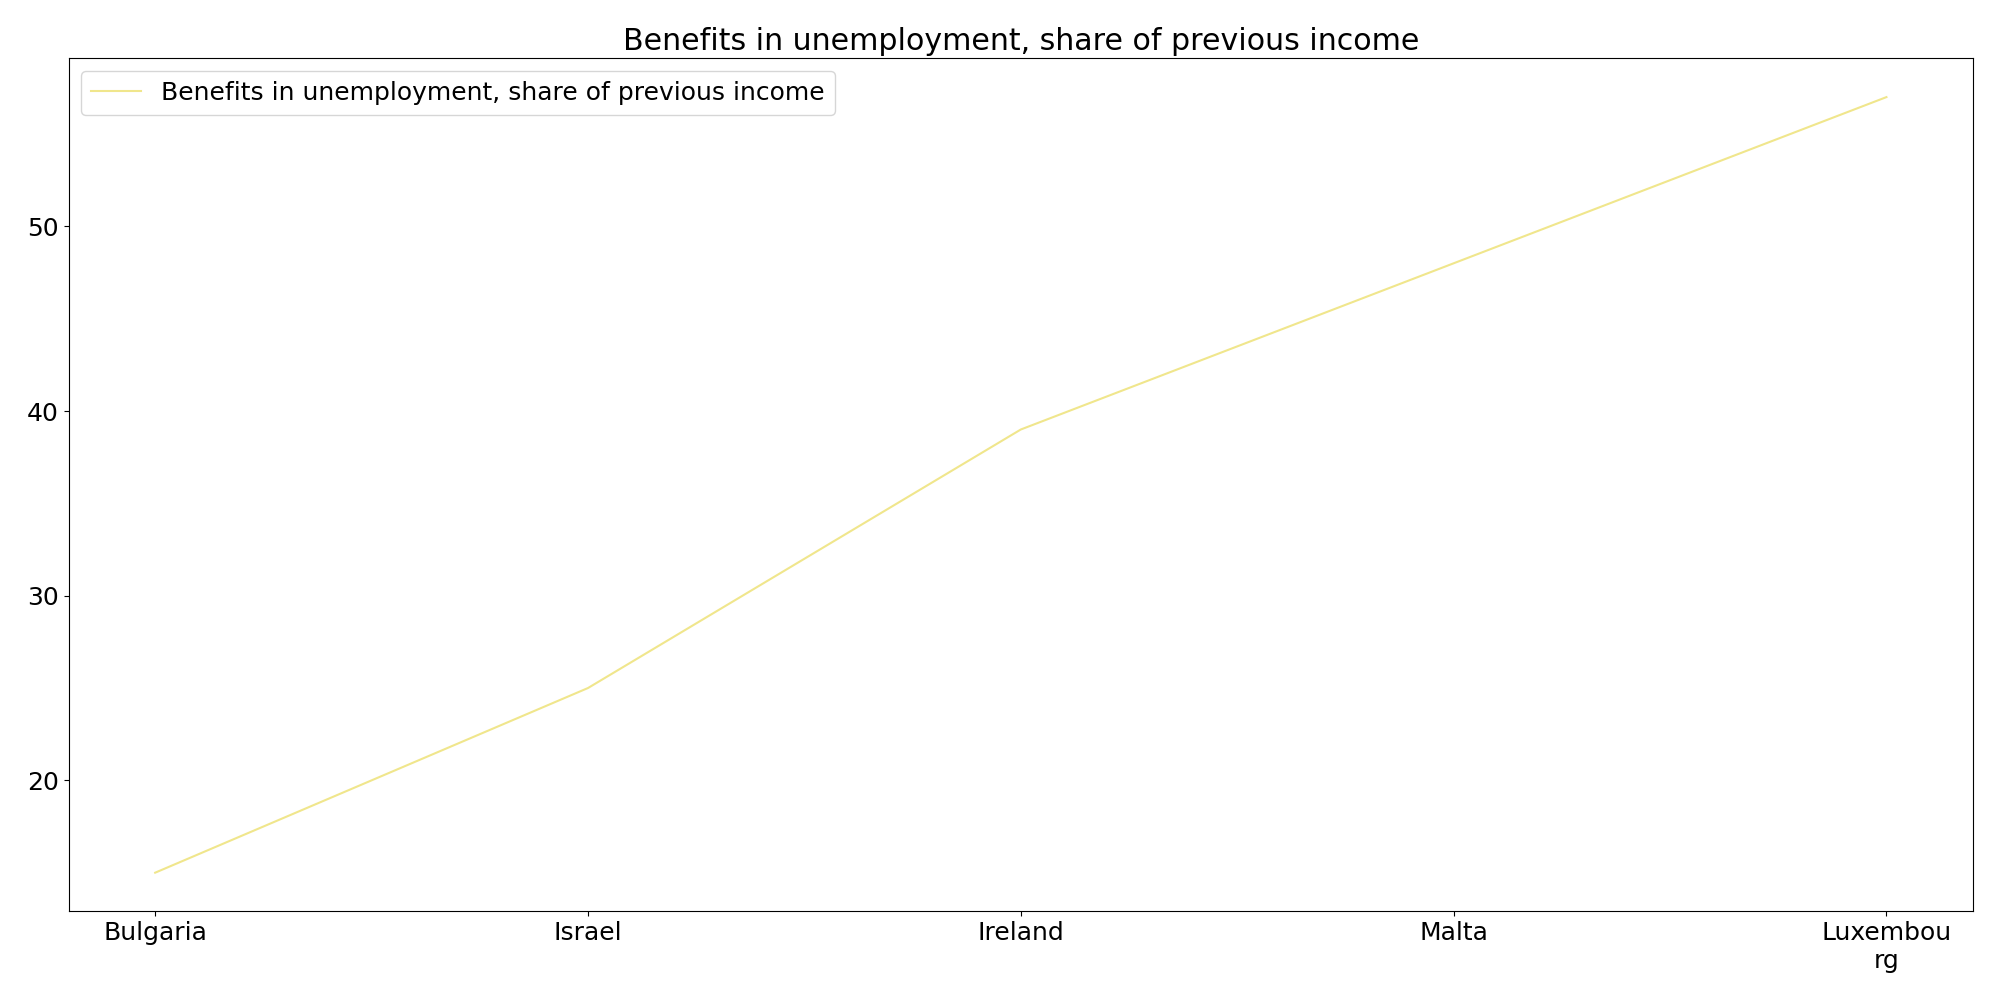 Benefits in unemployment, share of previous income
Benefits in unemployment, share of previous income
50
40
30
20
Bulgaria Israel Ireland Malta Luxembou
rg